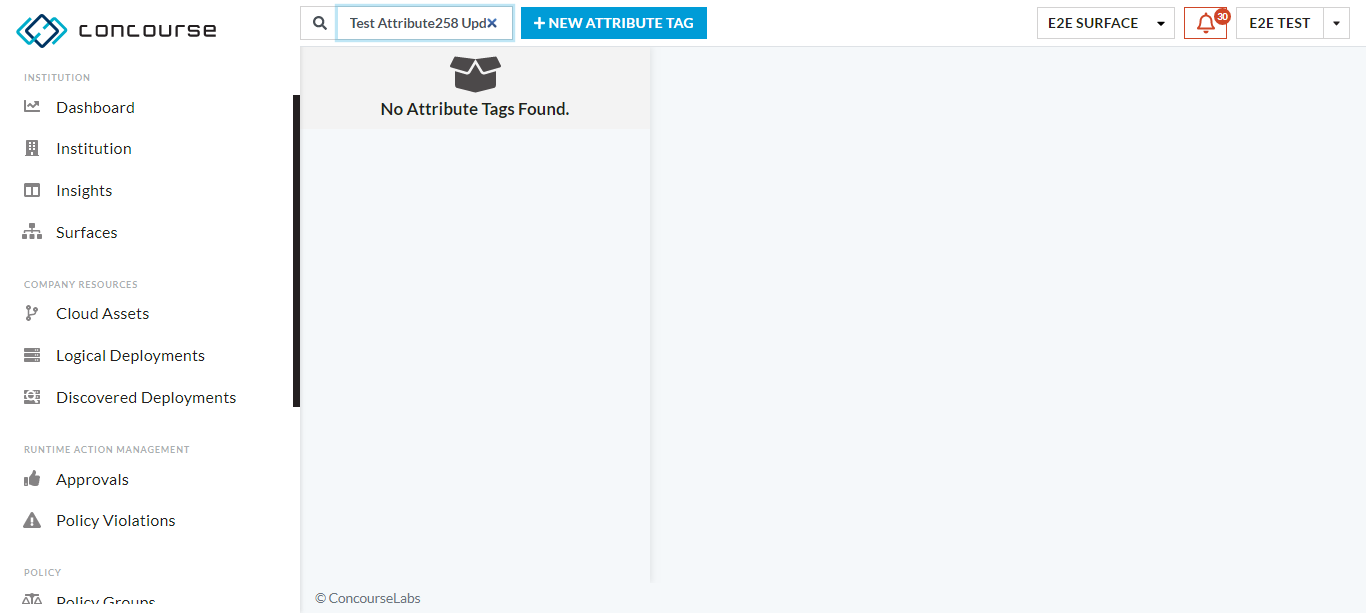 concourse
Test Attribute258 Upd
NEW ATTRIBUTE TAG
E2E SURFACE
30
E2E TEST
INSTITUTION
Dashboard
Institution
Insights
Surfaces
COMPANY RESOURCES
Cloud Assets
Logical Deployments
Discovered Deployments
RUNTIME ACTION MANAGEMENT
Approvals
Policy Violations
POLICY
Policy Groups
No Attribute Tags Found.
© ConcourseLabs